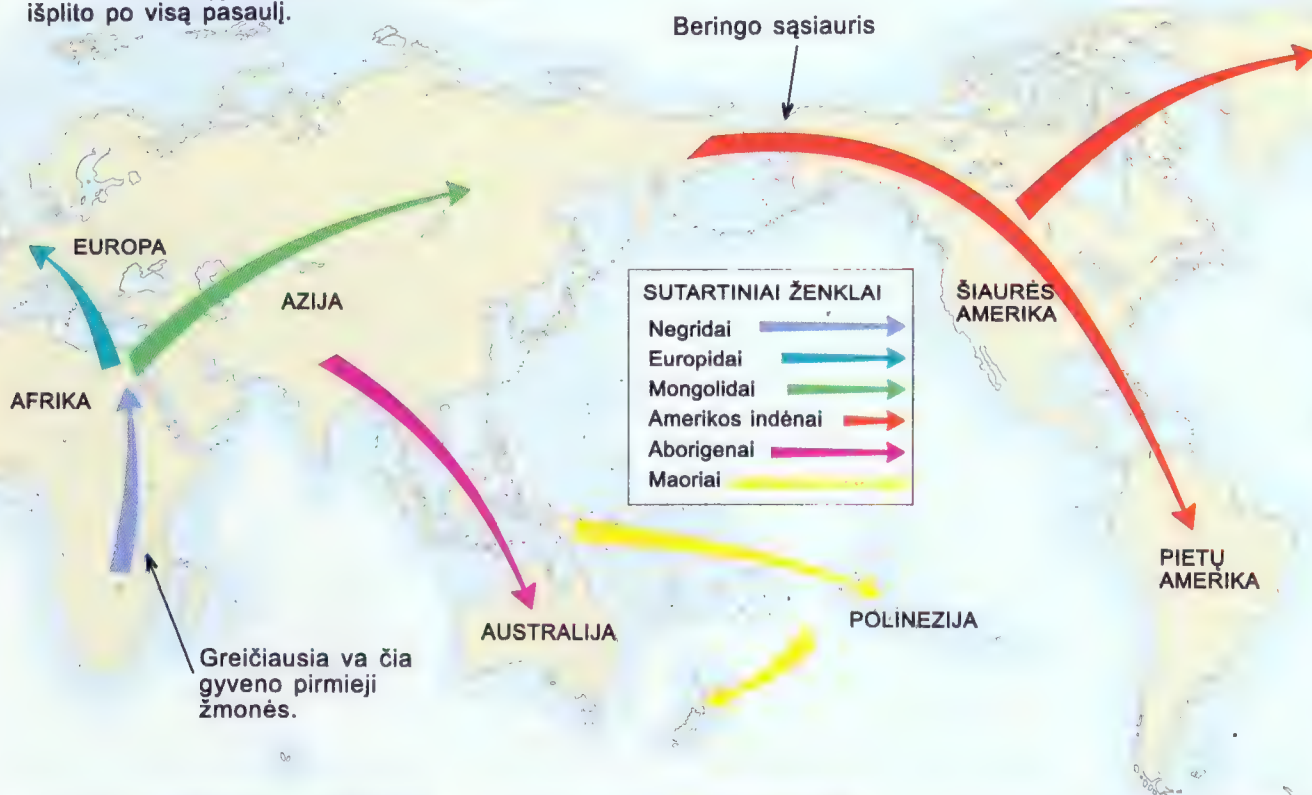 išplito po visą pasaulį.
Beringo sąsiauris
EUROPA
AZIJA
AFRIKA
ŠIAURĖS
AMERIKA
SUTARTINIAI ŽENKLAI
Negridai
Europidai
Mongolidai
Amerikos indėnai
Aborigenai
Maoriai
PIETŲ
AMERIKA
POLINEZIJA
AUSTRALIJA
Greičiausia va čia
gyveno pirmieji
žmonės.